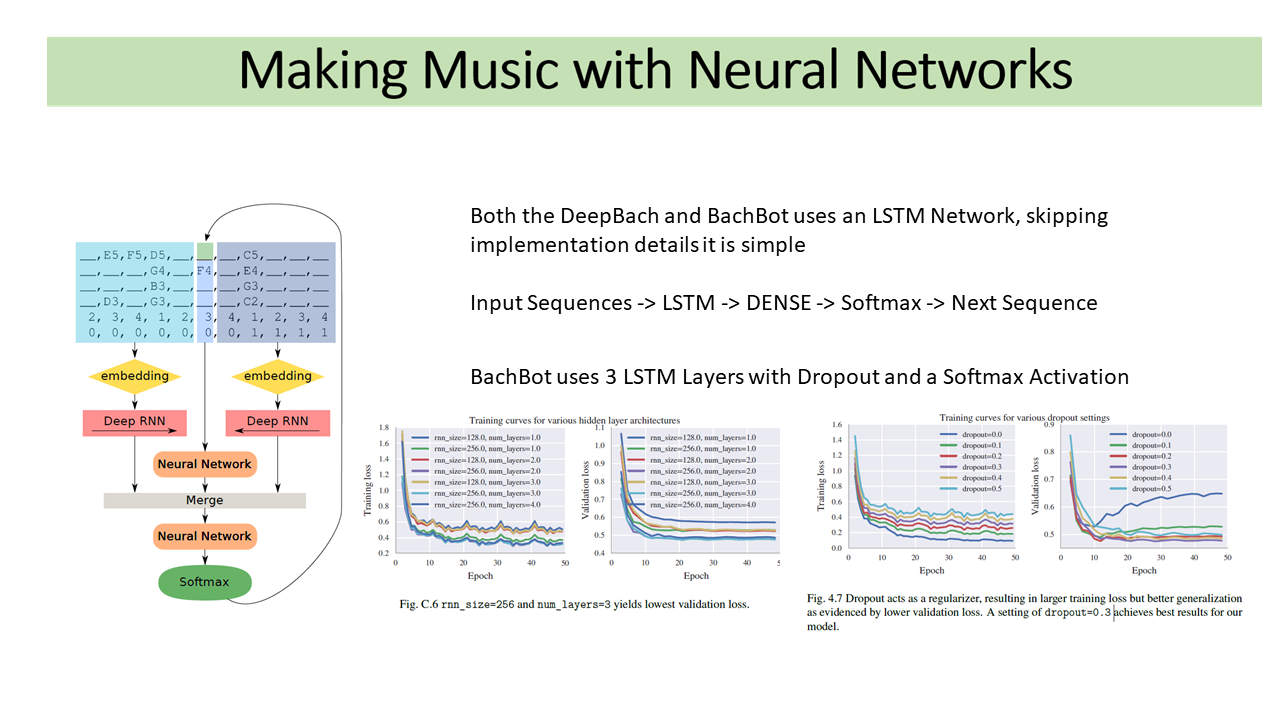 Making Music with Neural Networks
Both the DeepBach and BachBot uses an LSTM Network, skipping
implementation details it is simple
Input Sequences -> LSTM -> DENSE -> Softmax -> Next Sequence
BachBot uses 3 LSTM Layers with Dropout and a Softmax Activation
__,E5,F5,D5,__,__,__,C5,__,__,__
__,__,__,G4,__,F4,__,E4,__,__,__
__,__,__,B3,__,__,__,G3,__,__,__
__,D3,__,G3,__,__,__,C2,__,__,__
2, 3, 4, 1, 2, 3, 4, 1, 2, 3, 4
0, 0, 0, 0, 0, 0, 0, 1, 1, 1, 1
embedding
embedding
Deep RNN
Deep RNN
Neural Network
Merge
Neural Network
Softmax
Training curves for various hidden layer architectures
Training loss
1.8
1.6
1.4
1.2
1.0
0.8
0.6
0.4
0.2
rnn_size=128.0, num_layers=1.0
rnn_size=256.0, num_layers=1.0
rnn_size=128.0, num_layers=2.0
rnn_size=256.0, num_layers=2.0
rnn_size=128.0, num_layers=3.0
rnn_size=256.0, num_layers=3.0
rnn_size=256.0, num_layers=4.0
0 10 20 30 40 50
Epoch
Validation loss
1.1
1.0
0.9
0.8
0.7
0.6
0.5
0.4
rnn_size=128.0, num_layers=1.0
rnn_size=256.0, num_layers=1.0
rnn_size=128.0, num_layers=2.0
rnn_size=256.0, num_layers=2.0
rnn_size=128.0, num_layers=3.0
rnn_size=256.0, num_layers=3.0
rnn_size=256.0, num_layers=4.0
0 10 20 30 40
Epoch
Fig. C.6 rnn_size=256 and num_layers=3 yields lowest validation loss.
Training curves for various dropout settings
Training loss
1.6
1.4
1.2
1.0
0.8
0.6
0.4
0.2
0.0
dropout=0.0
dropout=0.1
dropout=0.2
dropout=0.3
dropout=0.4
dropout=0.5
0 10 20 30 40 50
Epoch
Validation loss
0.9
0.8
0.7
0.6
0.5
dropout=0.0
dropout=0.1
dropout=0.2
dropout=0.3
dropout=0.4
dropout=0.5
0 10 20 30 40 50
Epoch
Fig. 4.7 Dropout acts as a regularizer, resulting in larger training loss but better generalization
as evidenced by lower validation loss. A setting of dropout=0.3 achieves best results for our
model.